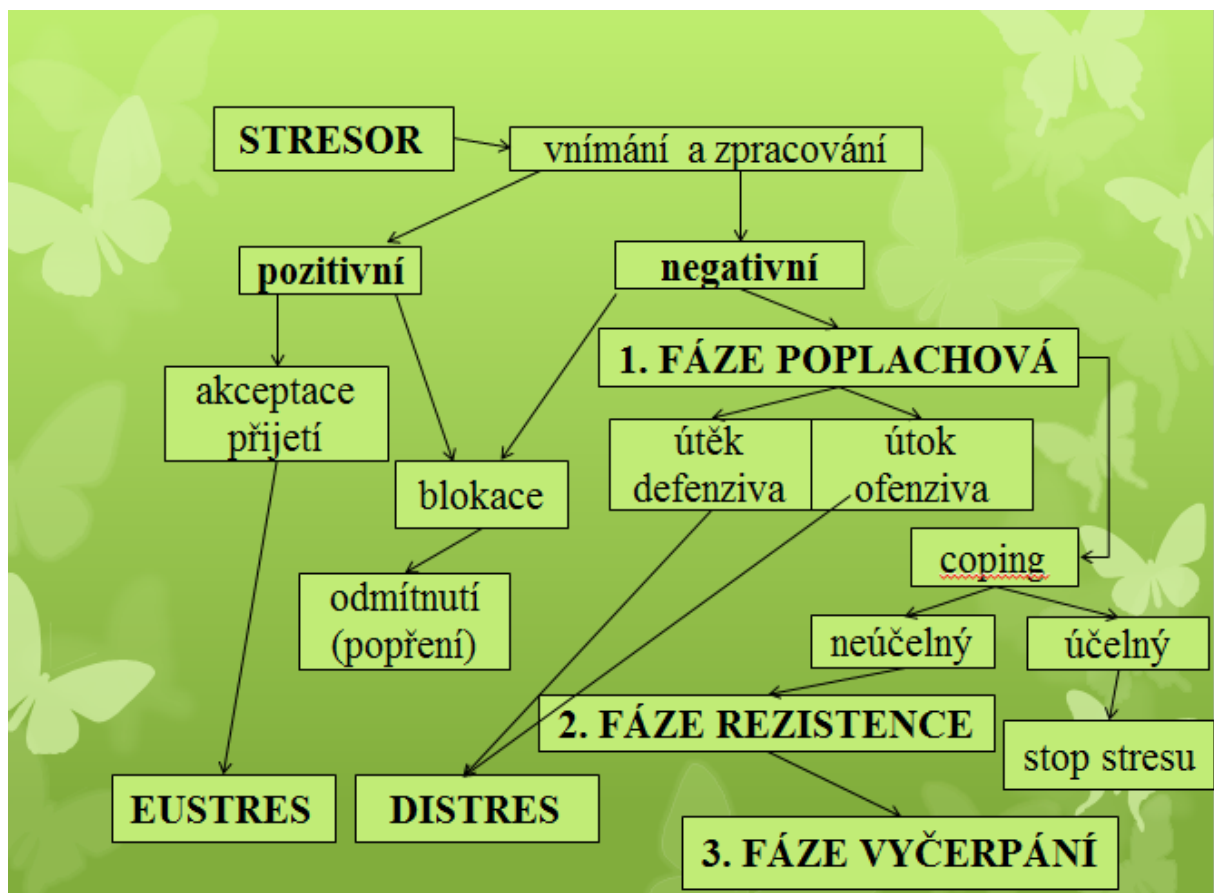 STRESOR
vnímání a zpracování
pozitivní
negativní
1. FÁZE POPLACHOVÁ
akceptace
přijetí
útěk
defenziva
útok
ofenziva
blokace
coping
odmítnutí
(popření)
neúčelný
účelný
2. FÁZE REZISTENCE
stop stresu
EUSTRES
DISTRES
3. FÁZE VYČERPÁNÍ